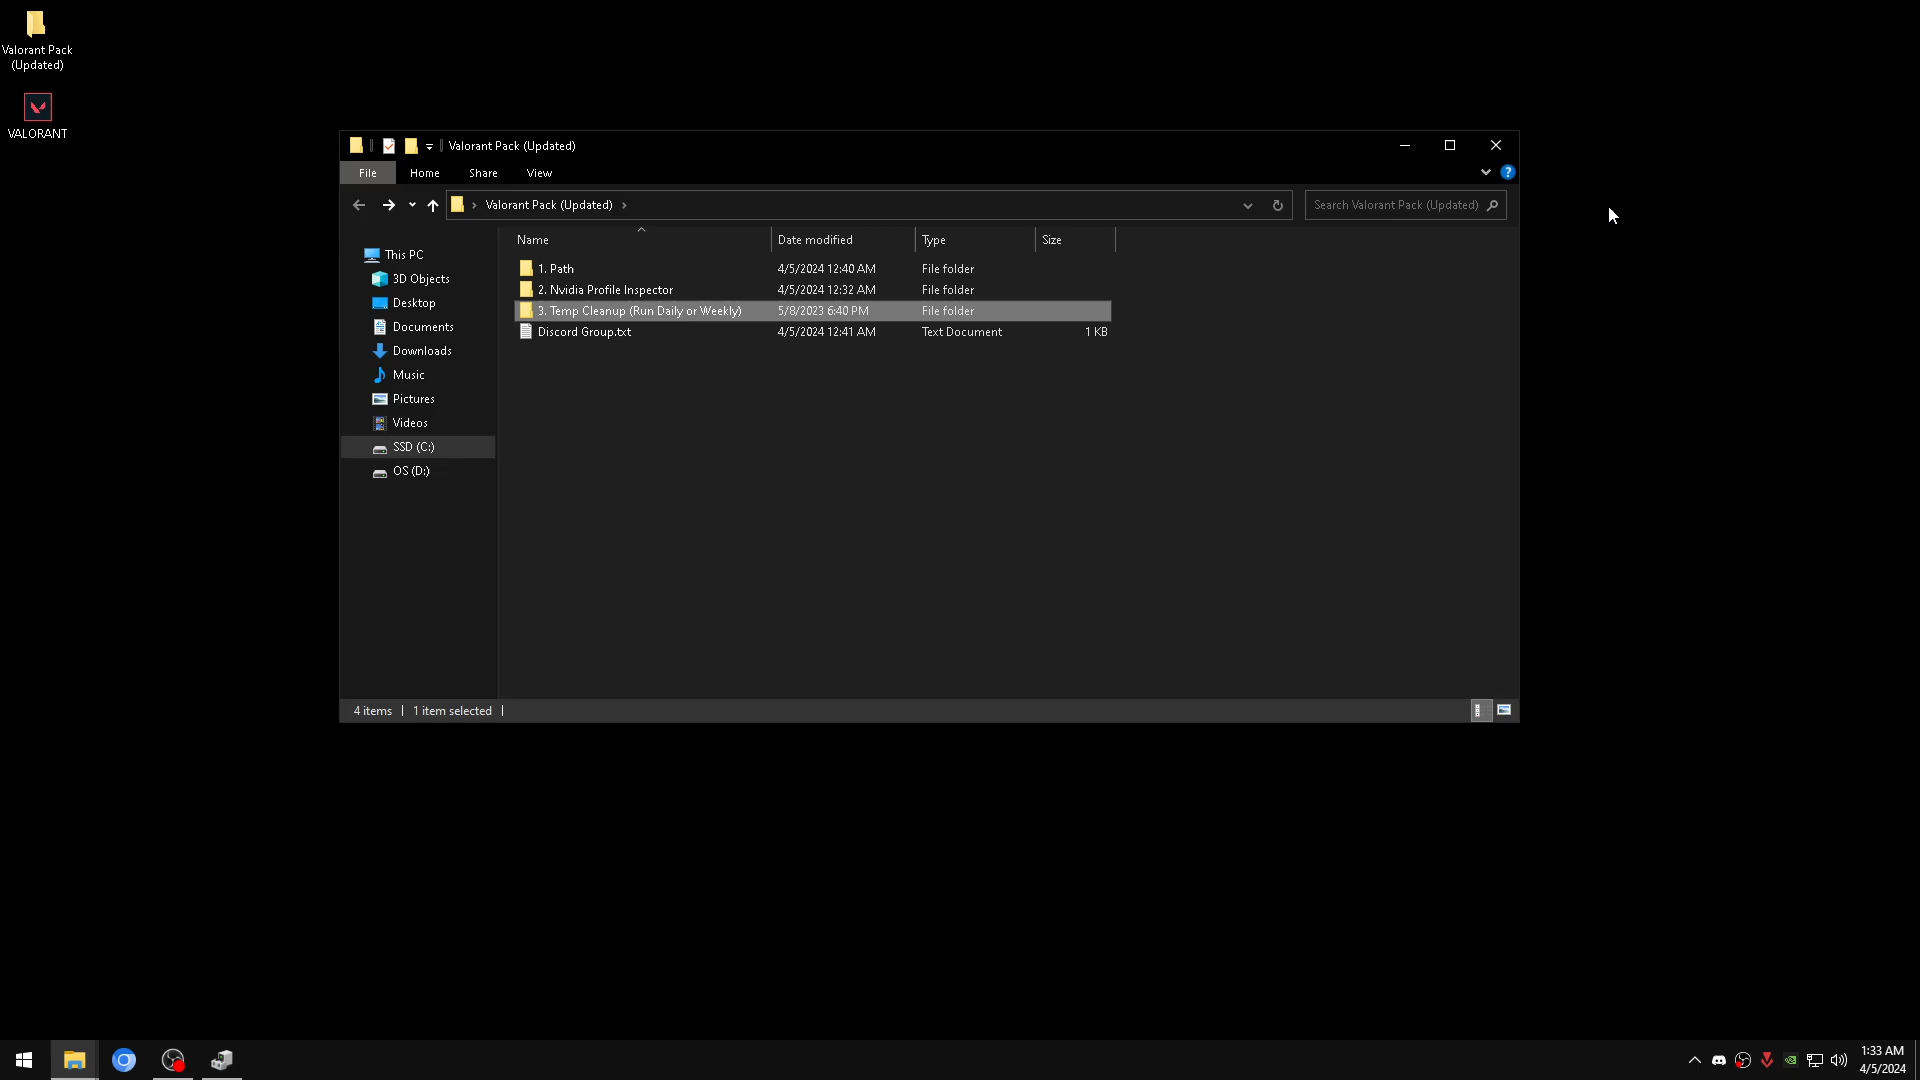 Valorant Pack
(Updated)
VALORANT
Valorant Pack (Updated)
File Home Share View
?
Valorant Pack (Updated)
Search Valorant Pack (Updated)
Name Date modified Type Size
This PC
3D Objects
Desktop
Documents
Downloads
Music
Pictures
Videos
SSD (C:)
OS (D:)
1. Path 4/5/2024 12:40 AM File folder
2. Nvidia Profile Inspector 4/5/2024 12:32 AM File folder
3. Temp Cleanup (Run Daily or Weekly) 5/8/2023 6:40 PM File folder
Discord Group.txt 4/5/2024 12:41 AM Text Document 1 KB
4 items 1 item selected
1:33 AM
4/5/2024